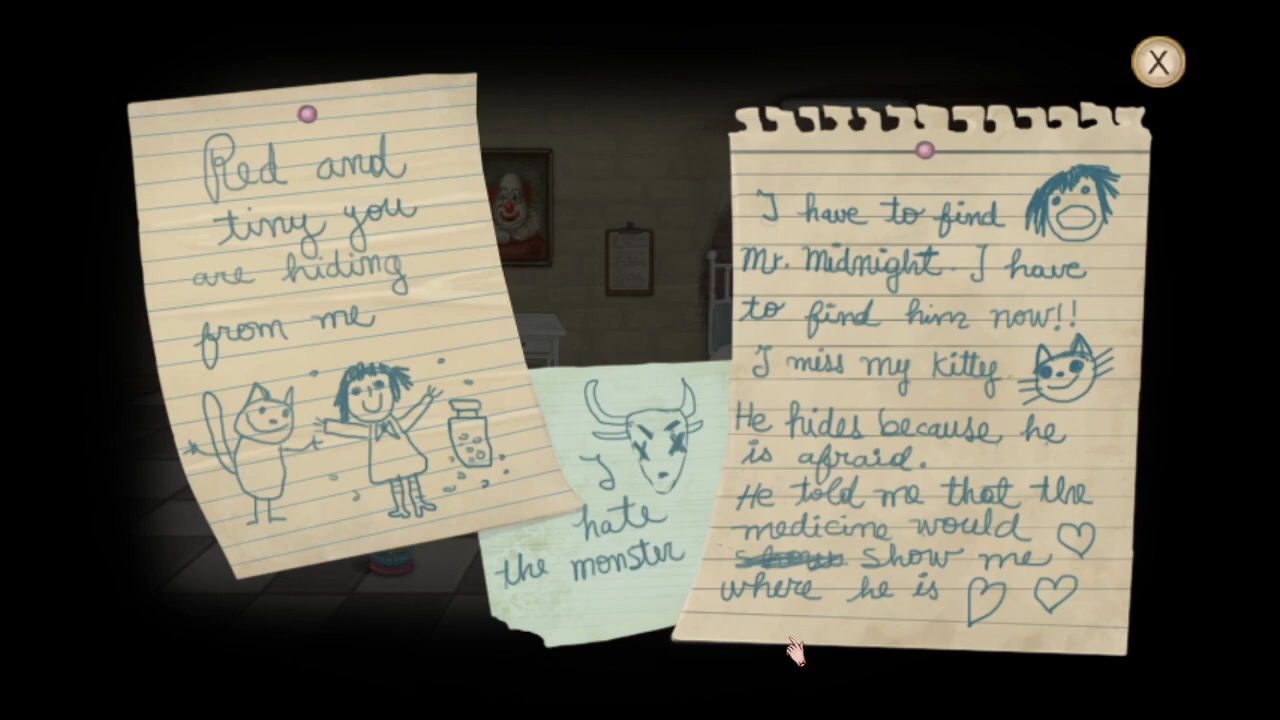 Red and
tiny you
are hiding
from me
I
hate
the monster
I have to find
Mr. Midnight. I have
to find him now!!
I miss my kitty
He hides because he
is afraid.
He told me that the
medicine would
show me
where he is
X